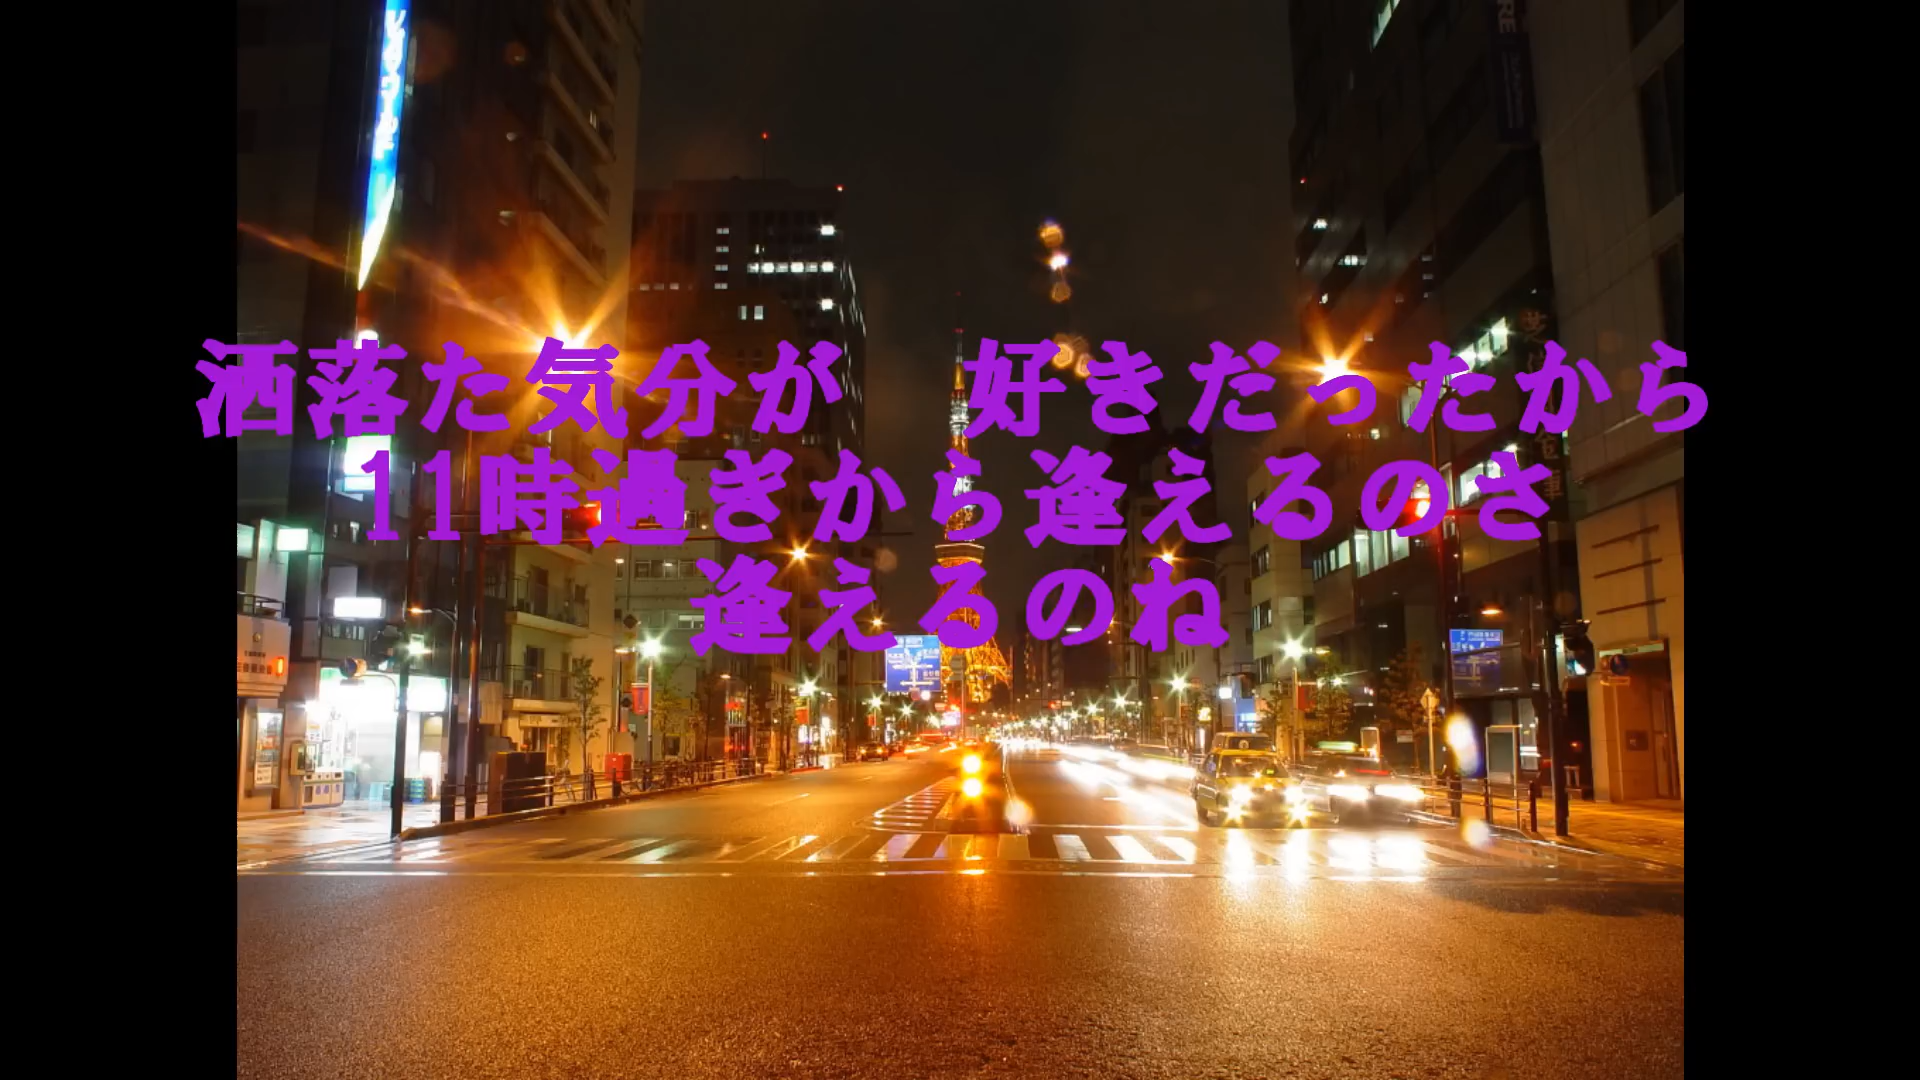 洒落た気分が　好きだったから
11時過ぎから逢えるのさ
逢えるのね